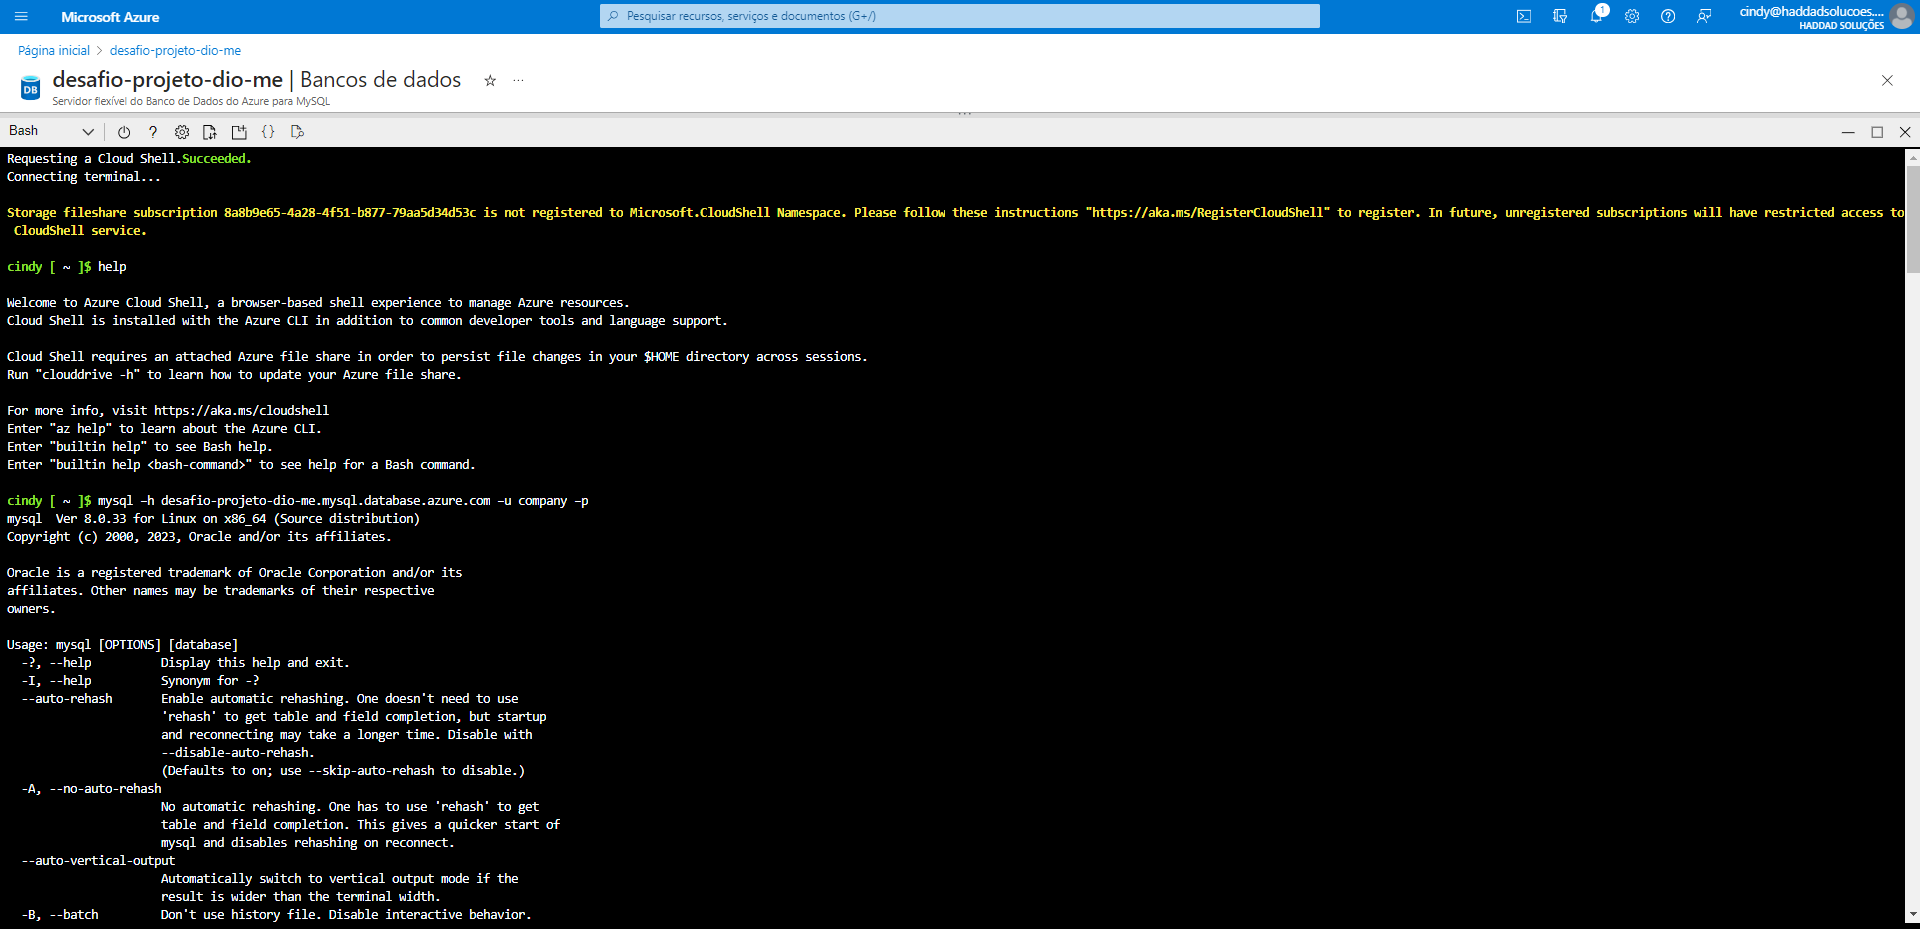 Microsoft Azure
Pesquisar recursos, serviços e documentos (G+/)
1
cindy@haddadsolucoes....
HADDAD SOLUÇÕES
Página inicial > desafio-projeto-dio-me
desafio-projeto-dio-me | Bancos de dados
Servidor flexível do Banco de Dados do Azure para MySQL
Bash
Requesting a Cloud Shell.Succeeded.
Connecting terminal...
Storage fileshare subscription 8a8b9e65-4a28-4f51-b877-79aa5d34d53c is not registered to Microsoft.CloudShell Namespace. Please follow these instructions "https://aka.ms/RegisterCloudShell" to register. In future, unregistered subscriptions will have restricted access to
CloudShell service.
cindy [ ~ ]$ help
Welcome to Azure Cloud Shell, a browser-based shell experience to manage Azure resources.
Cloud Shell is installed with the Azure CLI in addition to common developer tools and language support.
Cloud Shell requires an attached Azure file share in order to persist file changes in your $HOME directory across sessions.
Run "clouddrive -h" to learn how to update your Azure file share.
For more info, visit https://aka.ms/cloudshell
Enter "az help" to learn about the Azure CLI.
Enter "builtin help" to see Bash help.
Enter "builtin help <bash-command>" to see help for a Bash command.
cindy [ ~ ]$ mysql –h desafio-projeto-dio-me.mysql.database.azure.com –u company –p
mysql  Ver 8.0.33 for Linux on x86_64 (Source distribution)
Copyright (c) 2000, 2023, Oracle and/or its affiliates.
Oracle is a registered trademark of Oracle Corporation and/or its
affiliates. Other names may be trademarks of their respective
owners.
Usage: mysql [OPTIONS] [database]
-?, --help          Display this help and exit.
-I, --help          Synonym for -?
--auto-rehash       Enable automatic rehashing. One doesn't need to use
'rehash' to get table and field completion, but startup
and reconnecting may take a longer time. Disable with
--disable-auto-rehash.
(Defaults to on; use --skip-auto-rehash to disable.)
-A, --no-auto-rehash
No automatic rehashing. One has to use 'rehash' to get
table and field completion. This gives a quicker start of
mysql and disables rehashing on reconnect.
--auto-vertical-output
Automatically switch to vertical output mode if the
result is wider than the terminal width.
-B, --batch         Don't use history file. Disable interactive behavior.